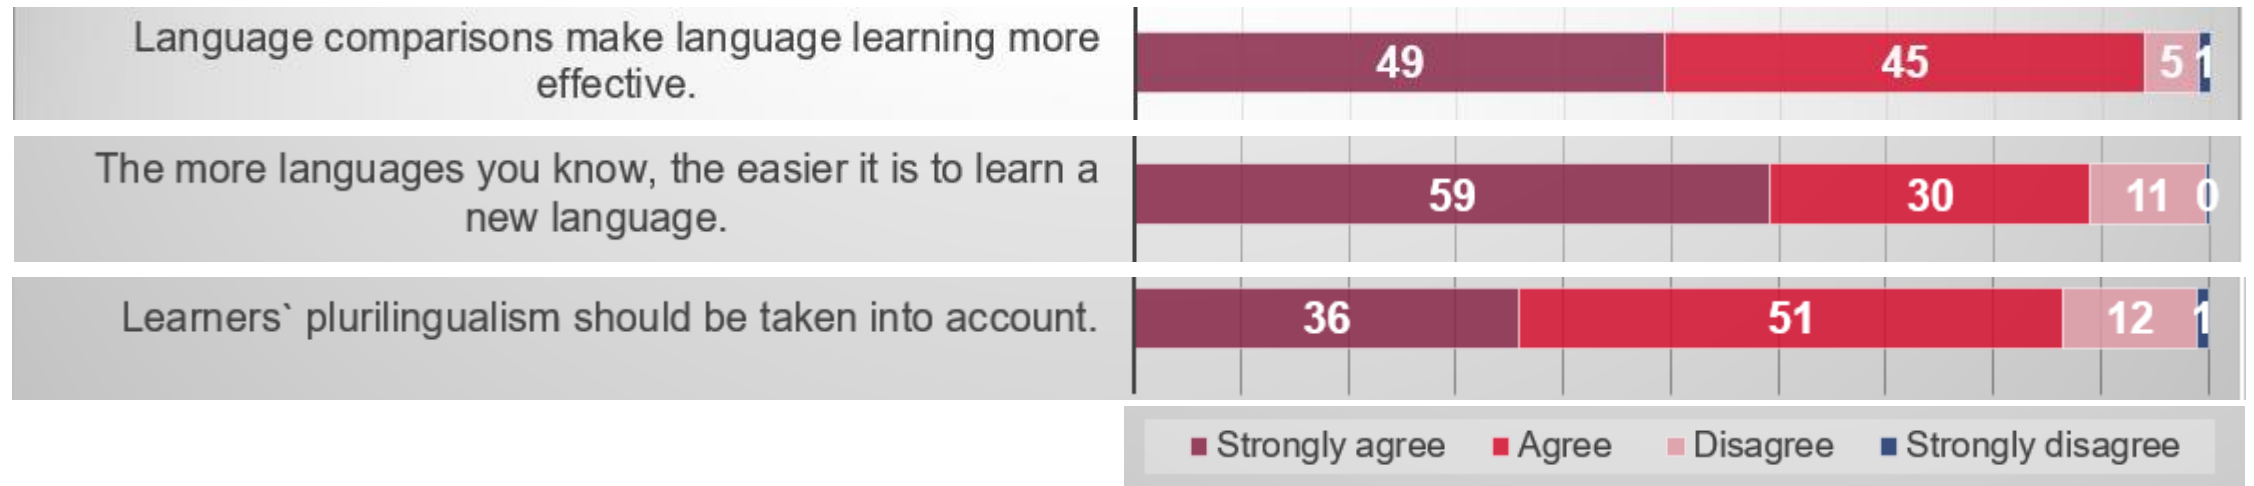 Language comparisons make language learning more
effective.
49 45 5 1
The more languages you know, the easier it is to learn a
new language.
59 30 11 0
Learners` plurilingualism should be taken into account.
36 51 12 1
Strongly agree Agree Disagree Strongly disagree